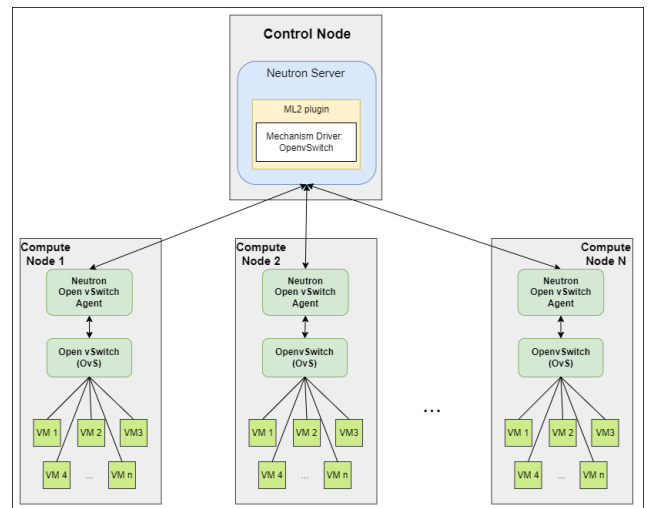 Control Node
Neutron Server
ML2 plugin
Mechanism Driver:
OpenvSwitch
Compute
Node 1
Neutron
Open vSwitch
Agent
Open vSwitch
(OvS)
VM 1
VM 2
VM3
VM 4
...
VM n
Compute
Node 2
Neutron
Open vSwitch
Agent
OpenvSwitch
(OvS)
VM 1
VM 2
VM3
VM 4
...
VM n
...
Compute
Node N
Neutron
Open vSwitch
Agent
OpenvSwitch
(OvS)
VM 1
VM 2
VM3
VM 4
...
VM n